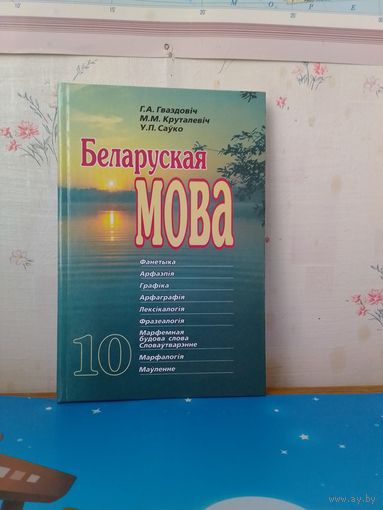 Г.А. Гваздовіч
М.М. Круталевіч
У.П. Саўко
Беларуская
МОВА
Фанетыка
Арфаэпія
Графіка
Арфаграфія
Лексікалогія
Фразеалогія
Марфемная
будова слова
Словаўтварэнне
Марфалогія
Маўленне
10
www.ay.by